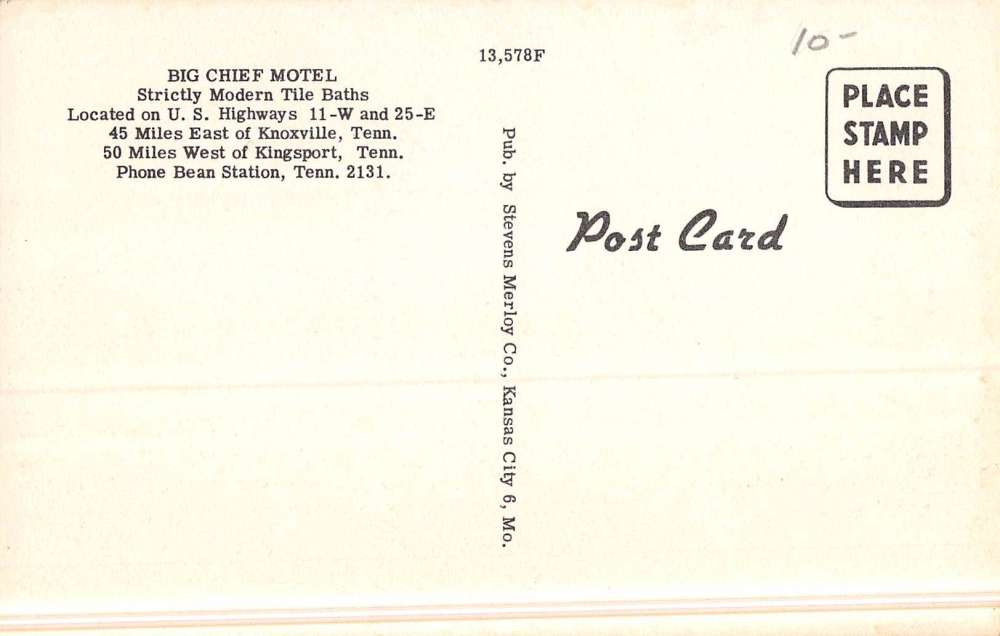 13,578F
10-
BIG CHIEF MOTEL
Strictly Modern Tile Baths
Located on U. S. Highways 11-W and 25-E
45 Miles East of Knoxville, Tenn.
50 Miles West of Kingsport, Tenn.
Phone Bean Station, Tenn. 2131.
Pub. by Stevens Merloy Co., Kansas City 6, Mo.
PLACE
STAMP
HERE
Post Card